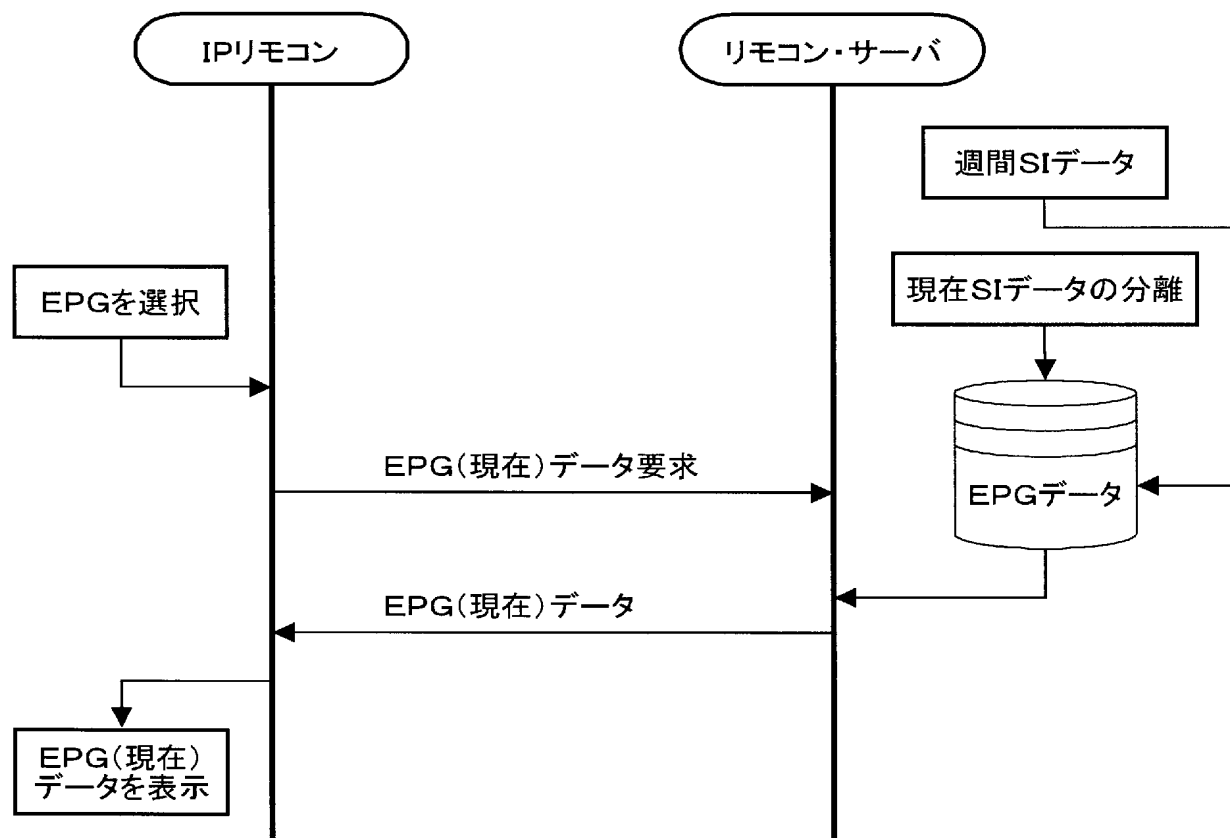 IPリモコン
リモコン・サーバ
週間SIデータ
EPGを選択
現在SIデータの分離
EPG(現在)データ要求
EPGデータ
EPG(現在)データ
EPG(現在)
データを表示